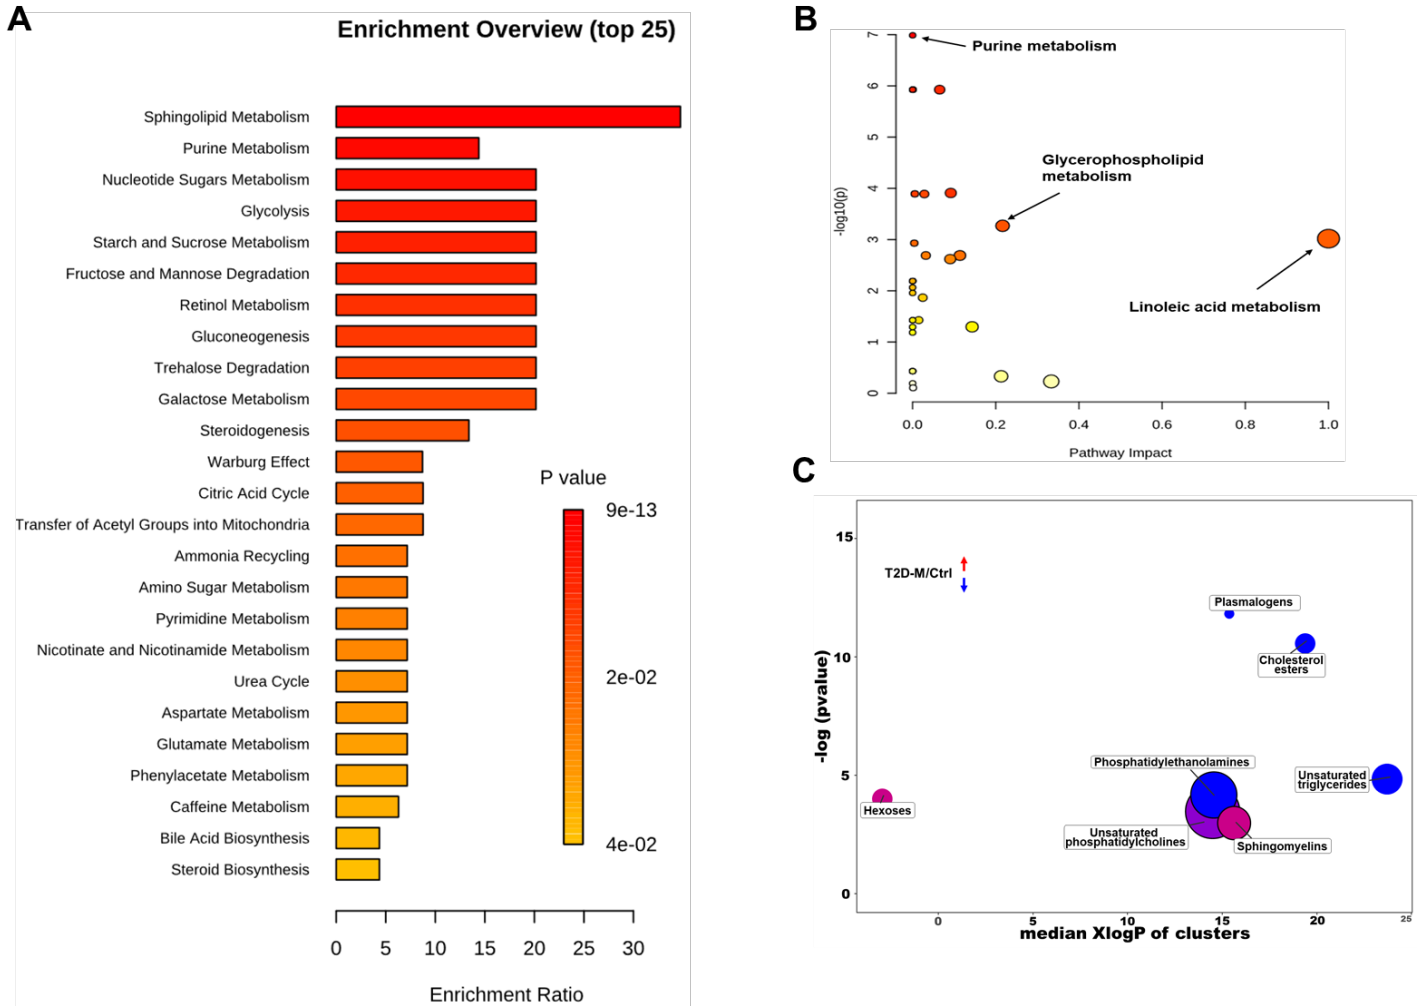 A
Enrichment Overview (top 25)
Sphingolipid Metabolism
Purine Metabolism
Nucleotide Sugars Metabolism
Glycolysis
Starch and Sucrose Metabolism
Fructose and Mannose Degradation
Retinol Metabolism
Gluconeogenesis
Trehalose Degradation
Galactose Metabolism
Steroidogenesis
Warburg Effect
Citric Acid Cycle
Transfer of Acetyl Groups into Mitochondria
Ammonia Recycling
Amino Sugar Metabolism
Pyrimidine Metabolism
Nicotinate and Nicotinamide Metabolism
Urea Cycle
Aspartate Metabolism
Glutamate Metabolism
Phenylacetate Metabolism
Caffeine Metabolism
Bile Acid Biosynthesis
Steroid Biosynthesis
P value
9e-13
2e-02
4e-02
0 5 10 15 20 25 30
Enrichment Ratio
B
-log10(p)
7
6
5
4
3
2
1
0
Purine metabolism
Glycerophospholipid
metabolism
Linoleic acid metabolism
0.0 0.2 0.4 0.6 0.8 1.0
Pathway Impact
C
-log (pvalue)
15
10
5
0
T2D-M/Ctrl
Plasmalogens
Cholesterol
esters
Phosphatidylethanolamines
Unsaturated
triglycerides
Hexoses
Unsaturated
phosphatidylcholines
Sphingomyelins
0 5 10 15 20 25
median XlogP of clusters